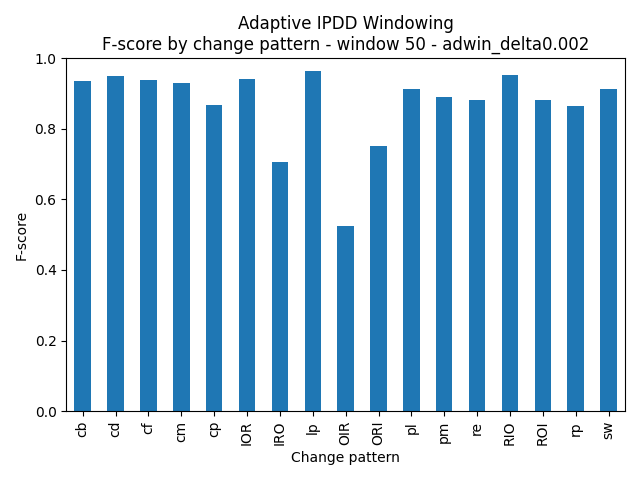 Adaptive IPDD Windowing
F-score by change pattern - window 50 - adwin_delta0.002
1.0
0.8
0.6
0.4
0.2
0.0
F-score
cb
cd
cf
cm
cp
IOR
IRO
lp
OIR
ORI
pl
pm
re
RIO
ROI
rp
sw
Change pattern